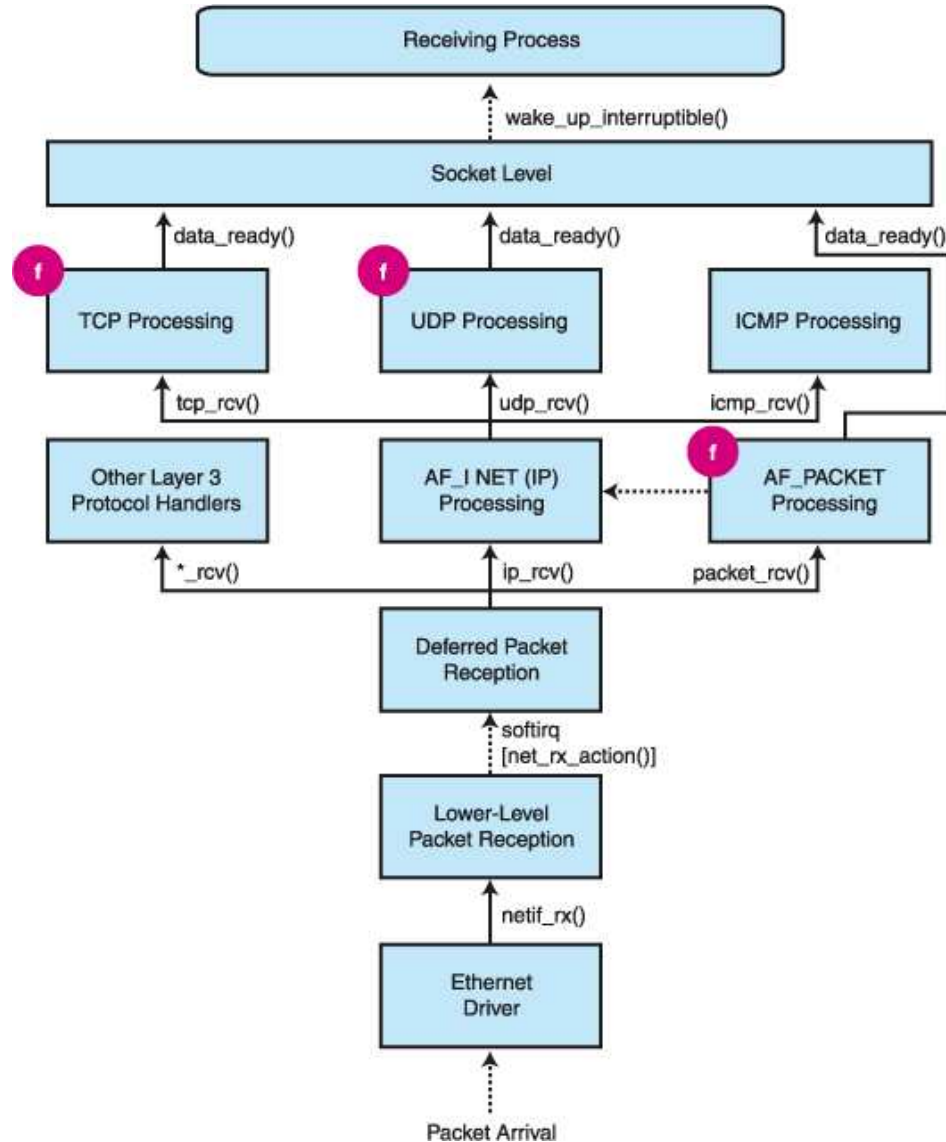 Receiving Process
wake_up_interruptible()
Socket Level
data_ready()
data_ready()
data_ready()
f
f
TCP Processing
UDP Processing
ICMP Processing
tcp_rcv()
udp_rcv()
icmp_rcv()
f
Other Layer 3
Protocol Handlers
AF_I NET (IP)
Processing
AF_PACKET
Processing
*_rcv()
ip_rcv()
packet_rcv()
Deferred Packet
Reception
softirq
[net_rx_action()]
Lower-Level
Packet Reception
netif_rx()
Ethernet
Driver
Packet Arrival